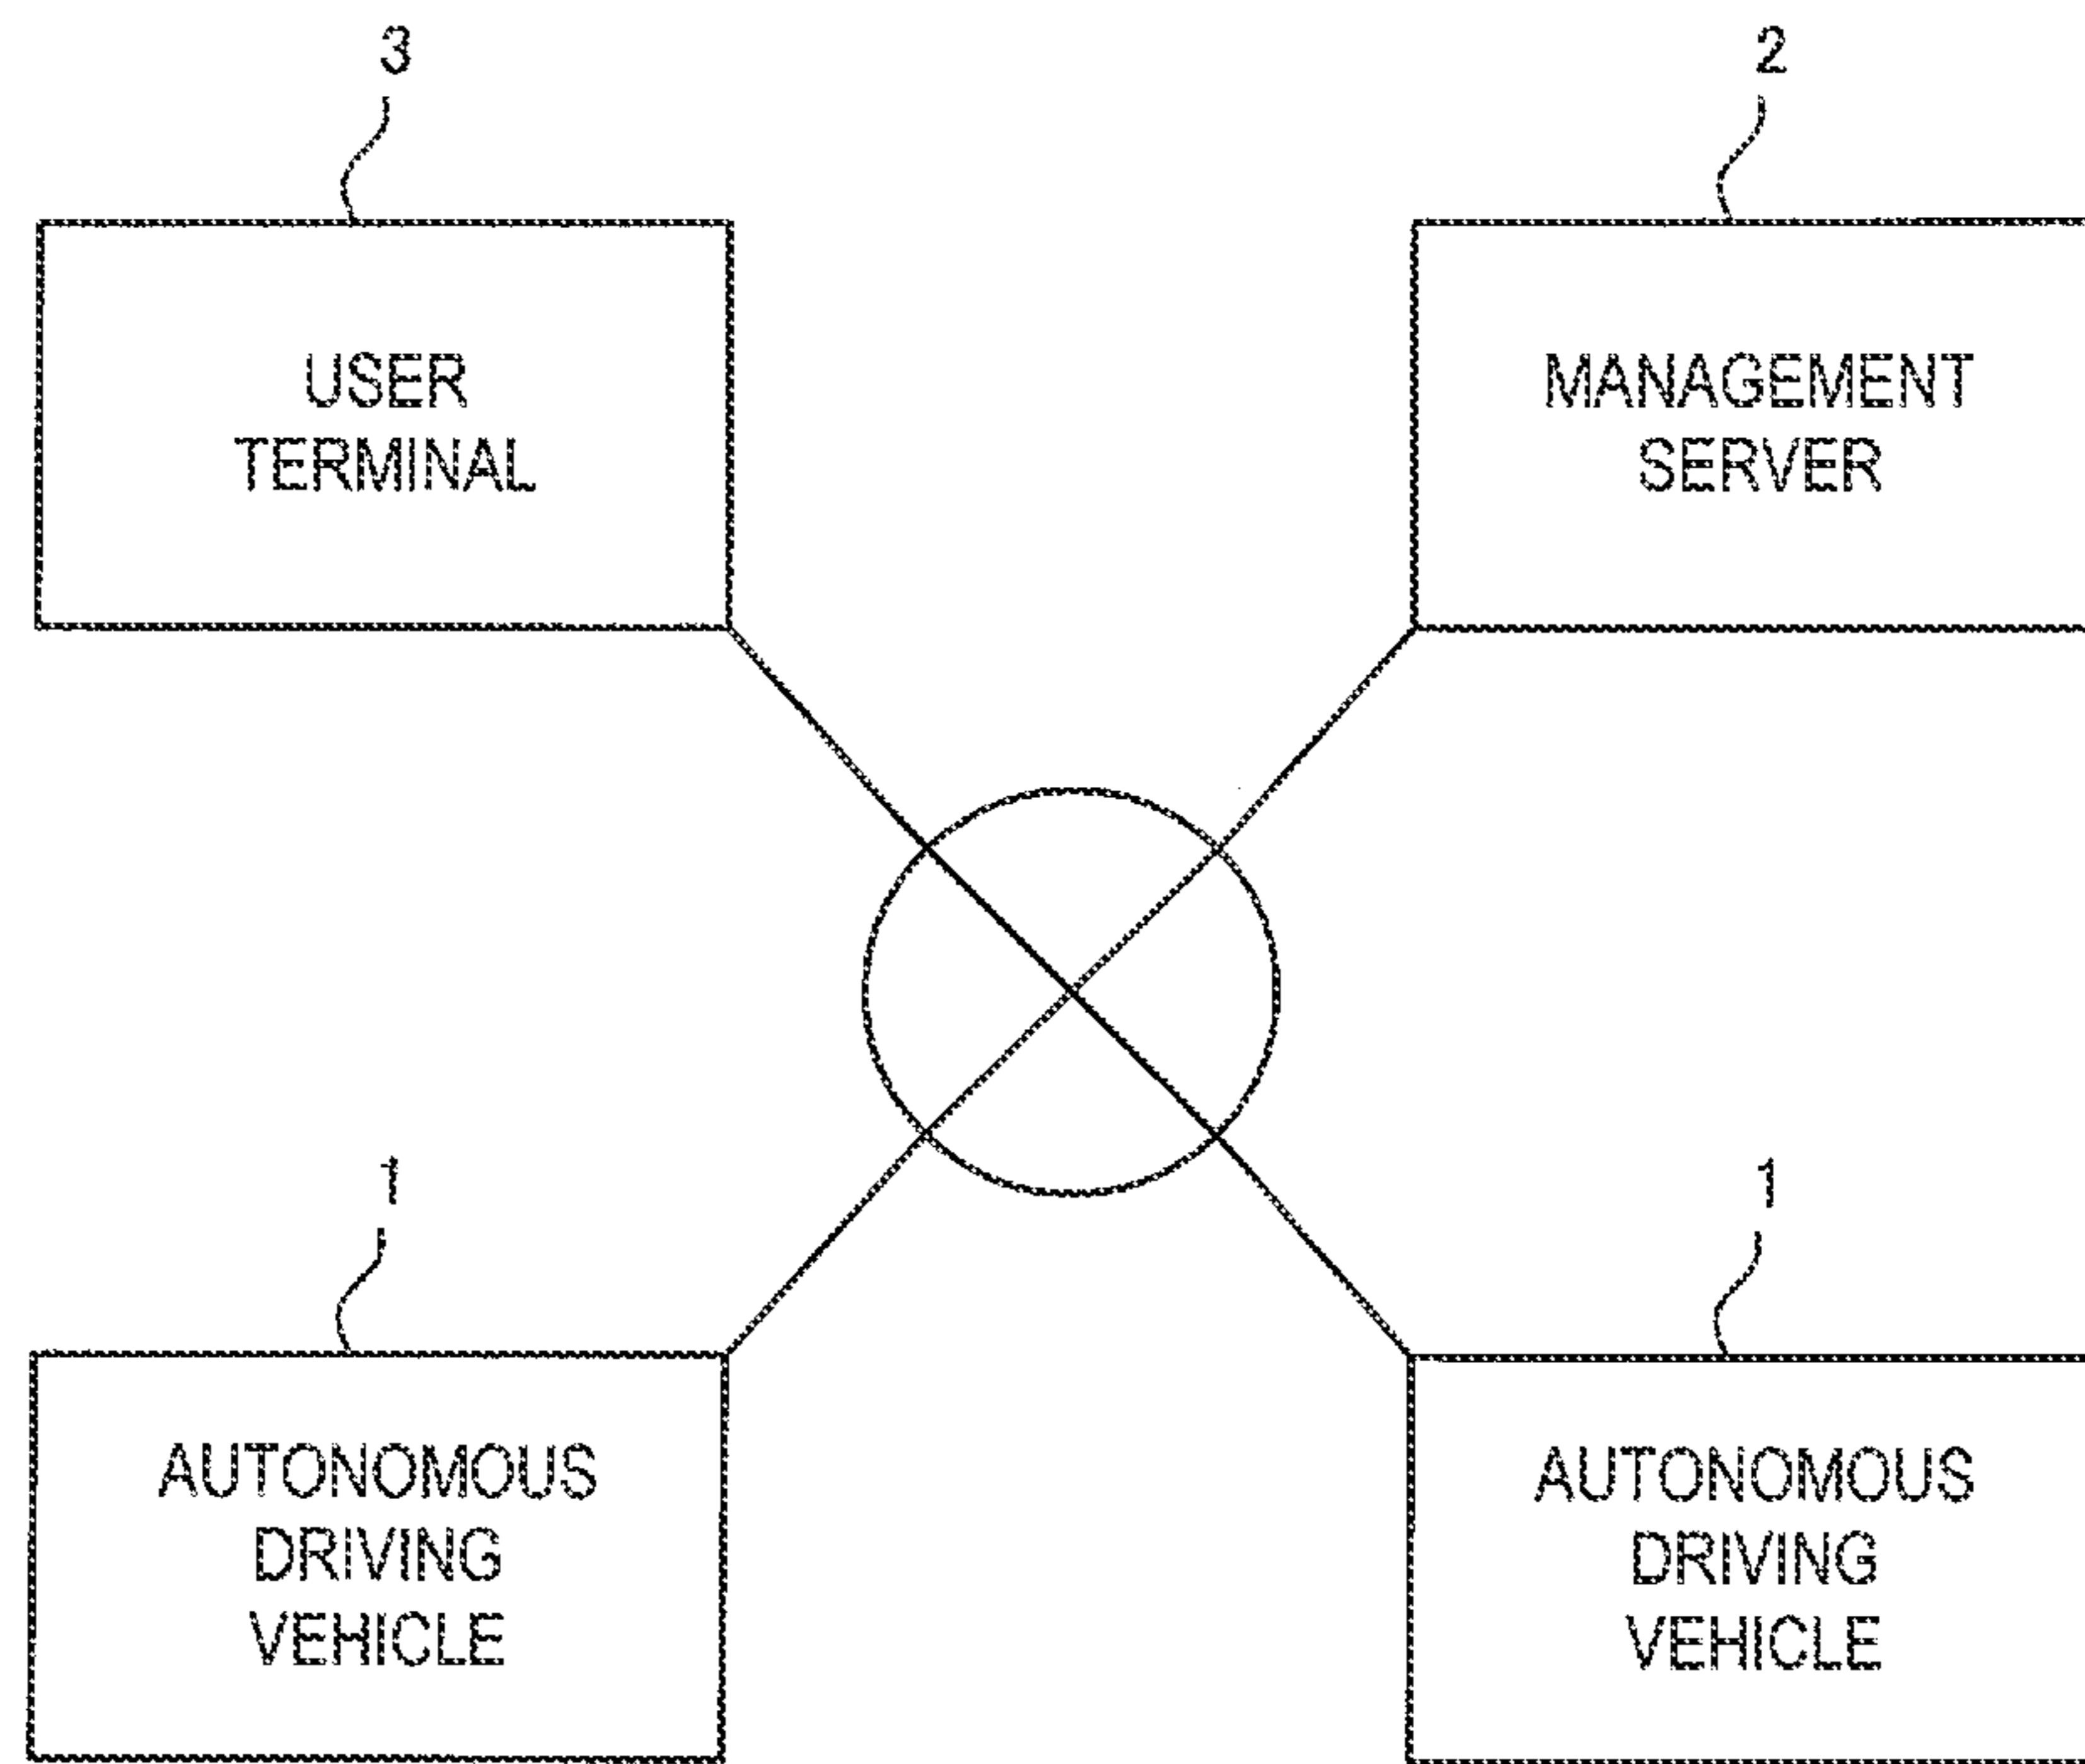 3
2
USER
TERMINAL
MANAGEMENT
SERVER
1
1
AUTONOMOUS
DRIVING
VEHICLE
AUTONOMOUS
DRIVING
VEHICLE